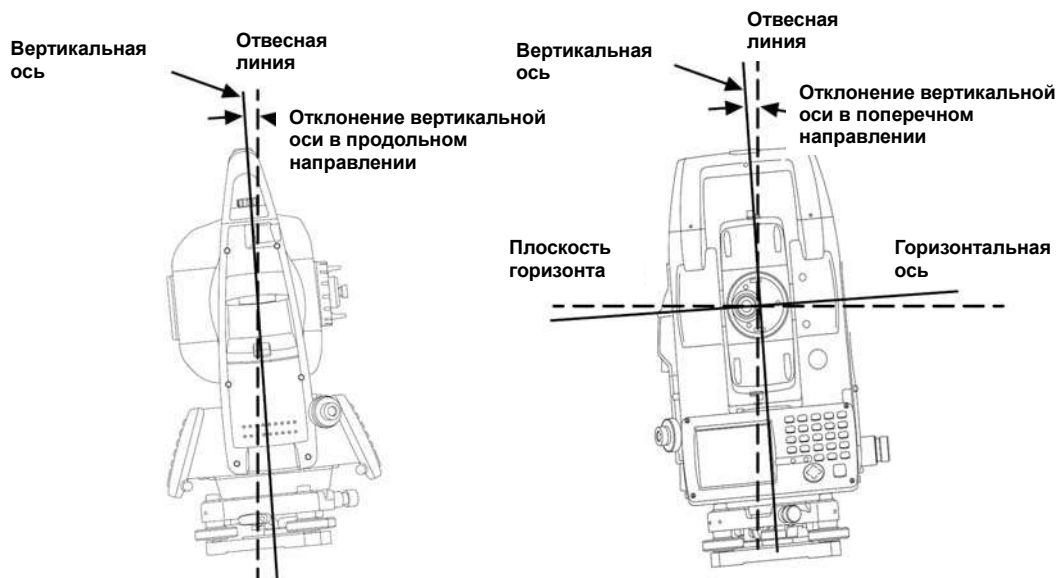 Вертикальная
ось
Отвесная
линия
Отклонение вертикальной
оси в продольном
направлении
Отвесная
линия
Вертикальная
ось
Отклонение вертикальной
оси в поперечном
направлении
Плоскость
горизонта
Горизонтальная
ось